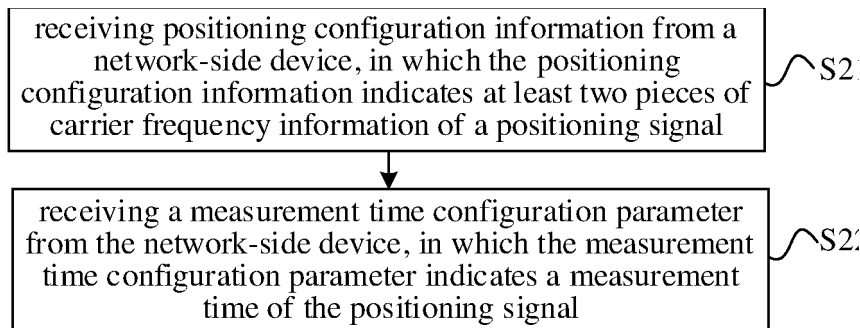 receiving positioning configuration information from a
network-side device, in which the positioning
configuration information indicates at least two pieces of
carrier frequency information of a positioning signal
S21
receiving a measurement time configuration parameter
from the network-side device, in which the measurement
time configuration parameter indicates a measurement
time of the positioning signal
S22